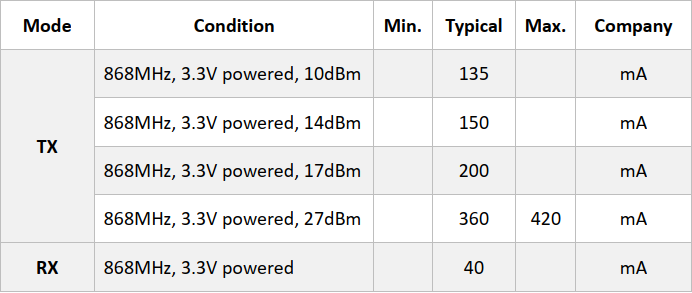 Mode Condition Min. Typical Max. Company
TX 868MHz, 3.3V powered, 10dBm 135 mA
868MHz, 3.3V powered, 14dBm 150 mA
868MHz, 3.3V powered, 17dBm 200 mA
868MHz, 3.3V powered, 27dBm 360 420 mA
RX 868MHz, 3.3V powered 40 mA